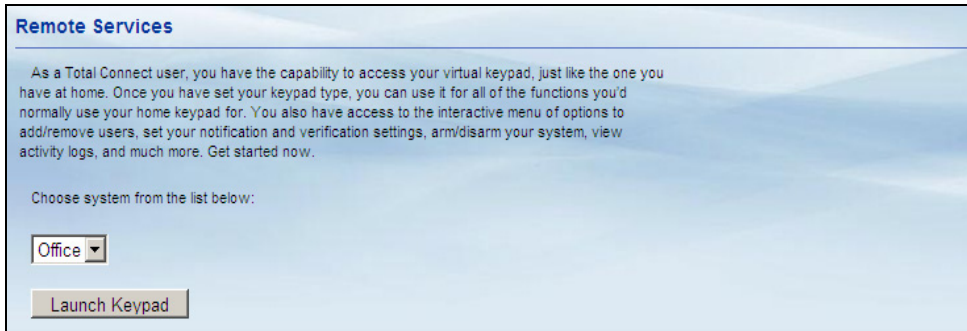 Remote Services
As a Total Connect user, you have the capability to access your virtual keypad, just like the one you
have at home. Once you have set your keypad type, you can use it for all of the functions you'd
normally use your home keypad for. You also have access to the interactive menu of options to
add/remove users, set your notification and verification settings, arm/disarm your system, view
activity logs, and much more. Get started now.
Choose system from the list below:
Office
Launch Keypad